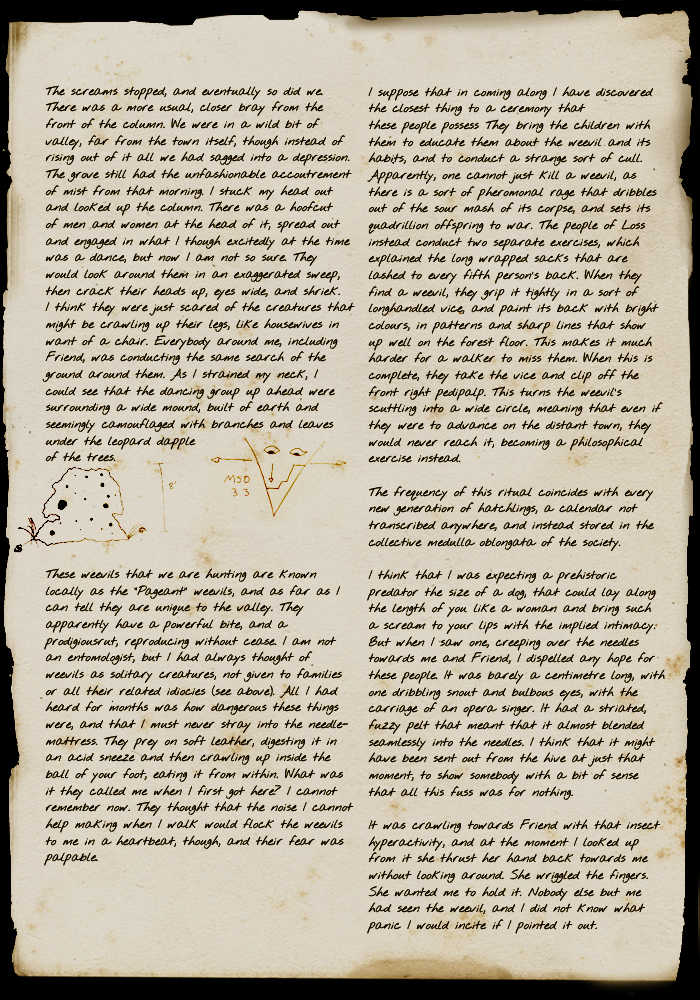 The screams stopped, and eventually so did we.
There was a more usual, closer bray from the
front of the column. We were in a wild bit of
valley, far from the town itself, though instead of
rising out of it all we had sagged into a depression.
The grove still had the unfashionable accoutrement
of mist from that morning. I stuck my head out
and looked up the column. There was a hoofcut
of men and women at the head of it, spread out
and engaged in what I though excitedly at the time
was a dance, but now I am not so sure. They
would look around them in an exaggerated sweep,
then crack their heads up, eyes wide, and shriek.
I think they were just scared of the creatures that
might be crawling up their legs, like housewives in
want of a chair. Everybody around me, including
Friend, was conducting the same search of the
ground around them. As I strained my neck, I
could see that the dancing group up ahead were
surrounding a wide mound, built of earth and
seemingly camouflaged with branches and leaves
under the leopard dapple
of the trees.
8'
MSD
3 3
These weevils that we are hunting are known
locally as the "Pageant" weevils, and as far as I
can tell they are unique to the valley. They
apparently have a powerful bite, and a
prodigiousrut, reproducing without cease. I am not
an entomologist, but I had always thought of
weevils as solitary creatures, not given to families
or all their related idiocies (see above). All I had
heard for months was how dangerous these things
were, and that I must never stray into the needle-
mattress. They prey on soft leather, digesting it in
an acid sneeze and then crawling up inside the
ball of your foot, eating it from within. What was
it they called me when I first got here? I cannot
remember now. They thought that the noise I cannot
help making when I walk would flock the weevils
to me in a heartbeat, though, and their fear was
palpable.
I suppose that in coming along I have discovered
the closest thing to a ceremony that
these people possess They bring the children with
them to educate them about the weevil and its
habits, and to conduct a strange sort of cull.
Apparently, one cannot just kill a weevil, as
there is a sort of pheromonal rage that dribbles
out of the sour mash of its corpse, and sets its
quadrillion offspring to war. The people of Loss
instead conduct two separate exercises, which
explained the long wrapped sacks that are
lashed to every fifth person's back. When they
find a weevil, they grip it tightly in a sort of
longhandled vice, and paint its back with bright
colours, in patterns and sharp lines that show
up well on the forest floor. This makes it much
harder for a walker to miss them. When this is
complete, they take the vice and clip off the
front right pedipalp. This turns the weevil's
scuttling into a wide circle, meaning that even if
they were to advance on the distant town, they
would never reach it, becoming a philosophical
exercise instead.
The frequency of this ritual coincides with every
new generation of hatchlings, a calendar not
transcribed anywhere, and instead stored in the
collective medulla oblongata of the society.
I think that I was expecting a prehistoric
predator the size of a dog, that could lay along
the length of you like a woman and bring such
a scream to your lips with the implied intimacy:
But when I saw one, creeping over the needles
towards me and Friend, I dispelled any hope for
these people. It was barely a centimetre long, with
one dribbling snout and bulbous eyes, with the
carriage of an opera singer. It had a striated,
fuzzy pelt that meant that it almost blended
seamlessly into the needles. I think that it might
have been sent out from the hive at just that
moment, to show somebody with a bit of sense
that all this fuss was for nothing.
It was crawling towards Friend with that insect
hyperactivity, and at the moment I looked up
from it she thrust her hand back towards me
without looking around. She wriggled the fingers.
She wanted me to hold it. Nobody else but me
had seen the weevil, and I did not know what
panic I would incite if I pointed it out.